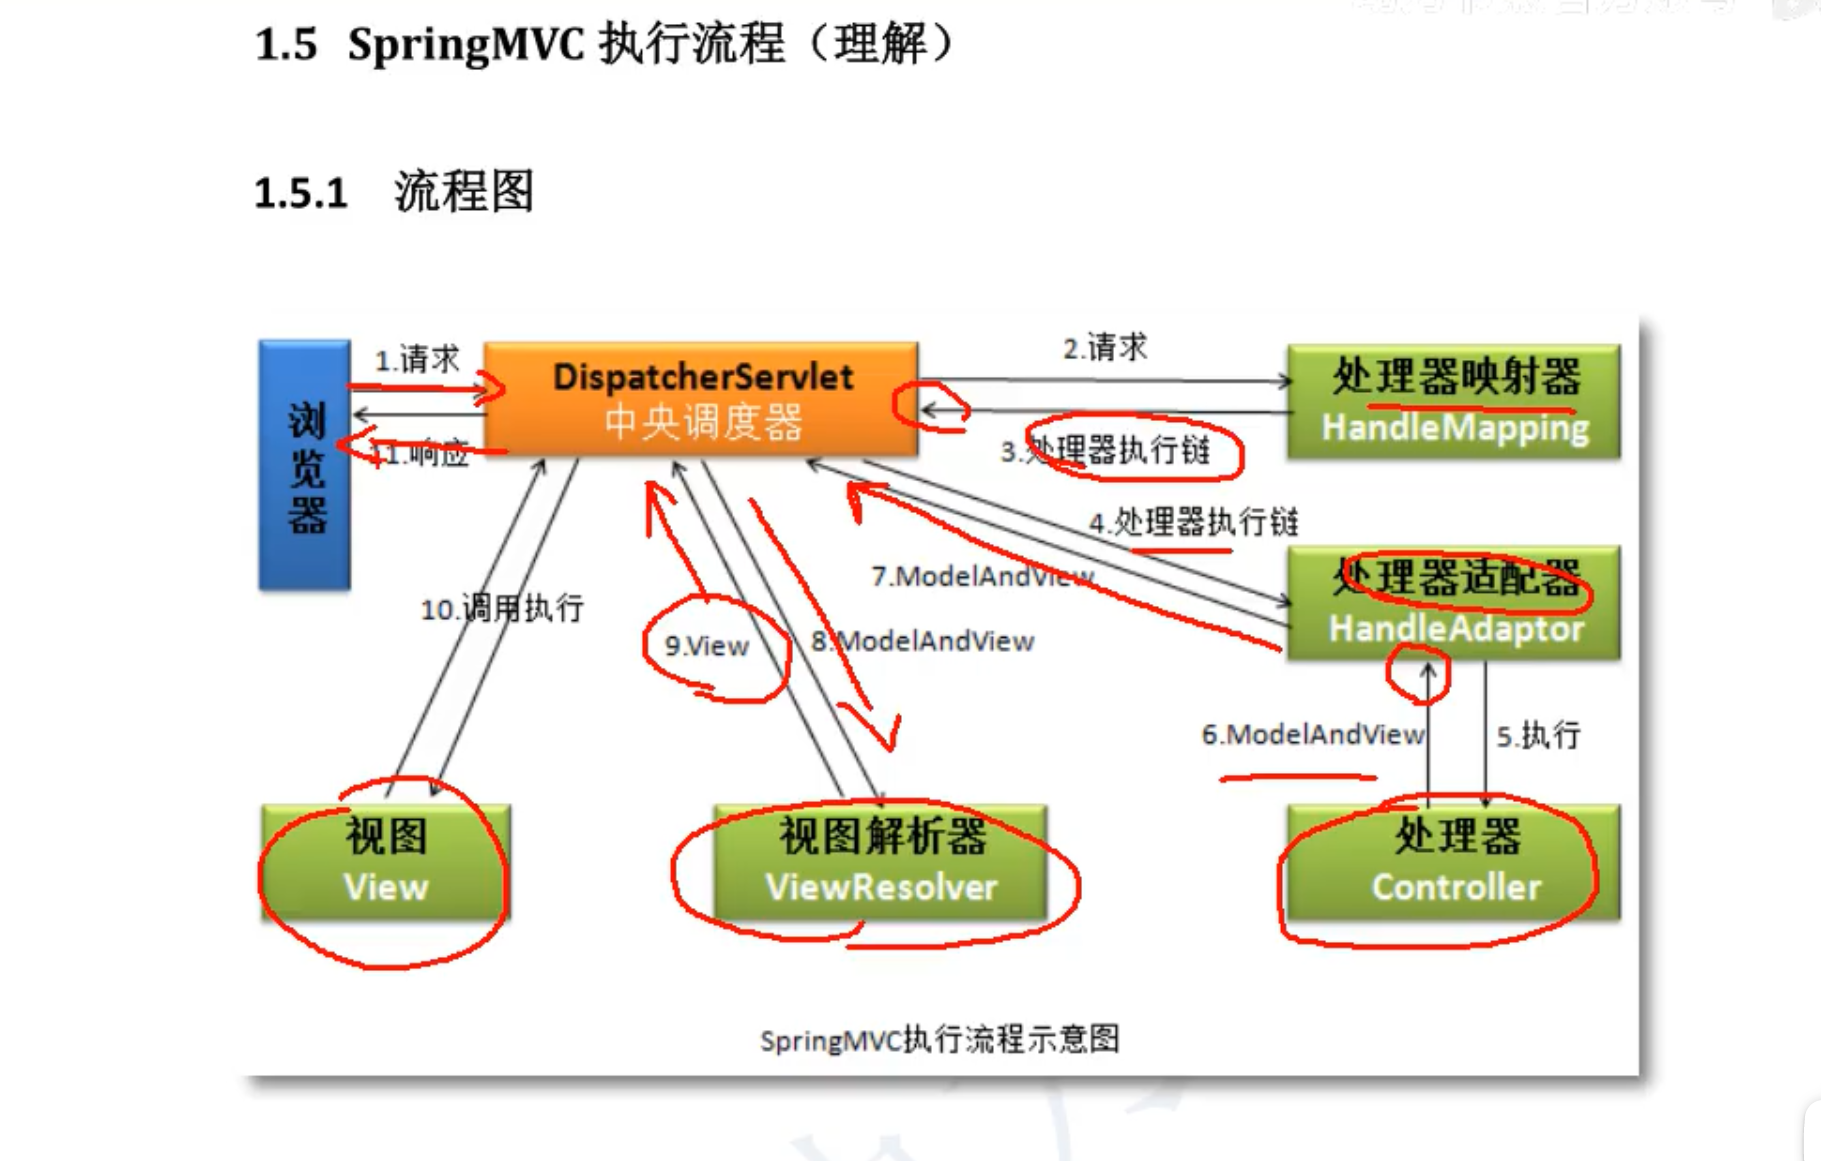 1.5 SpringMVC 执行流程（理解）
1.5.1 流程图
1.请求
DispatcherServlet
中央调度器
2.请求
处理器映射器
HandleMapping
浏览器
11.响应
3.处理器执行链
4.处理器执行链
处理器适配器
HandleAdaptor
7.ModelAndView
10.调用执行
9.View
8.ModelAndView
6.ModelAndView
5.执行
视图
View
视图解析器
ViewResolver
处理器
Controller
SpringMVC执行流程示意图